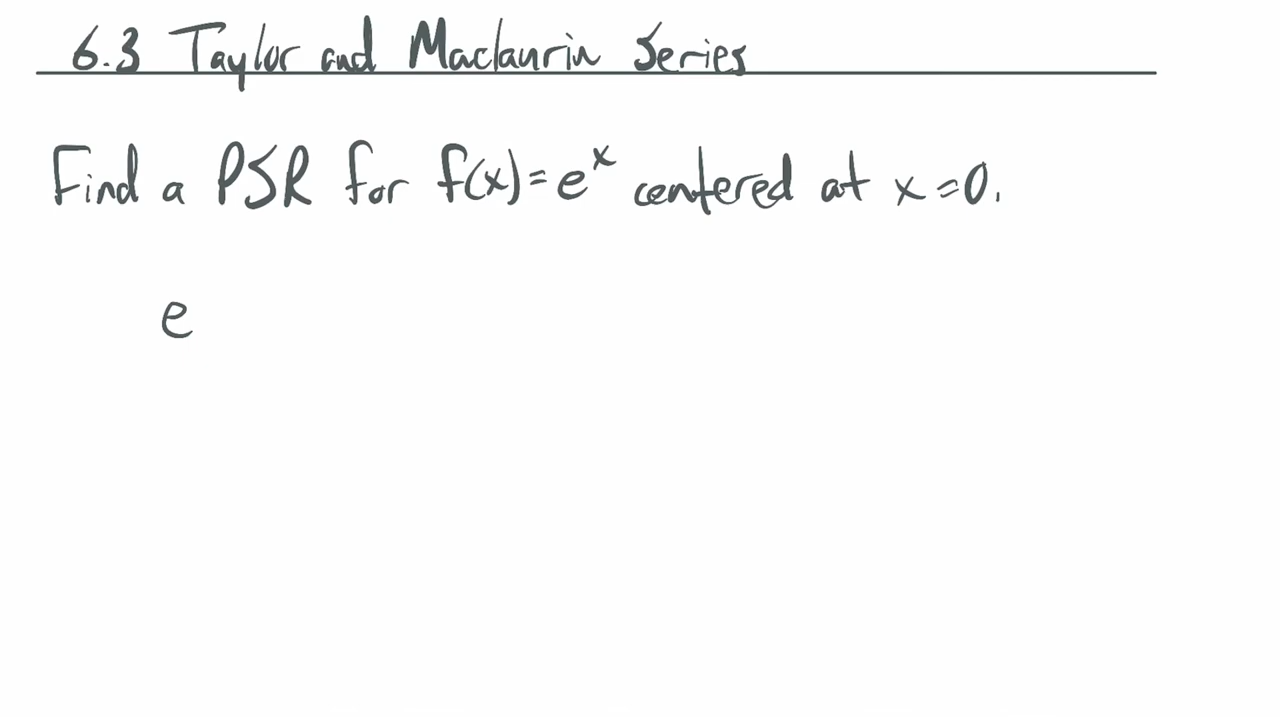 6.3 Taylor and Maclaurin Series
Find a PSR for f(x)=e^x centered at x=0.
e